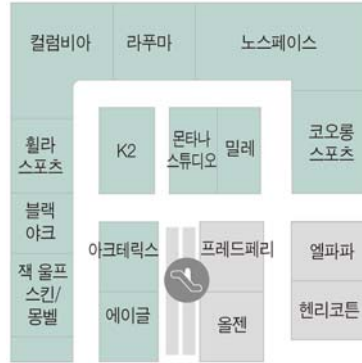 컬럼비아
라푸마
노스페이스
휠라
스포츠
K2
몬타나
스튜디오
밀레
코오롱
스포츠
블랙
야크
아크테릭스
프레드페리
엘파파
잭 울프
스킨/
몽벨
에이글
올젠
헨리코튼